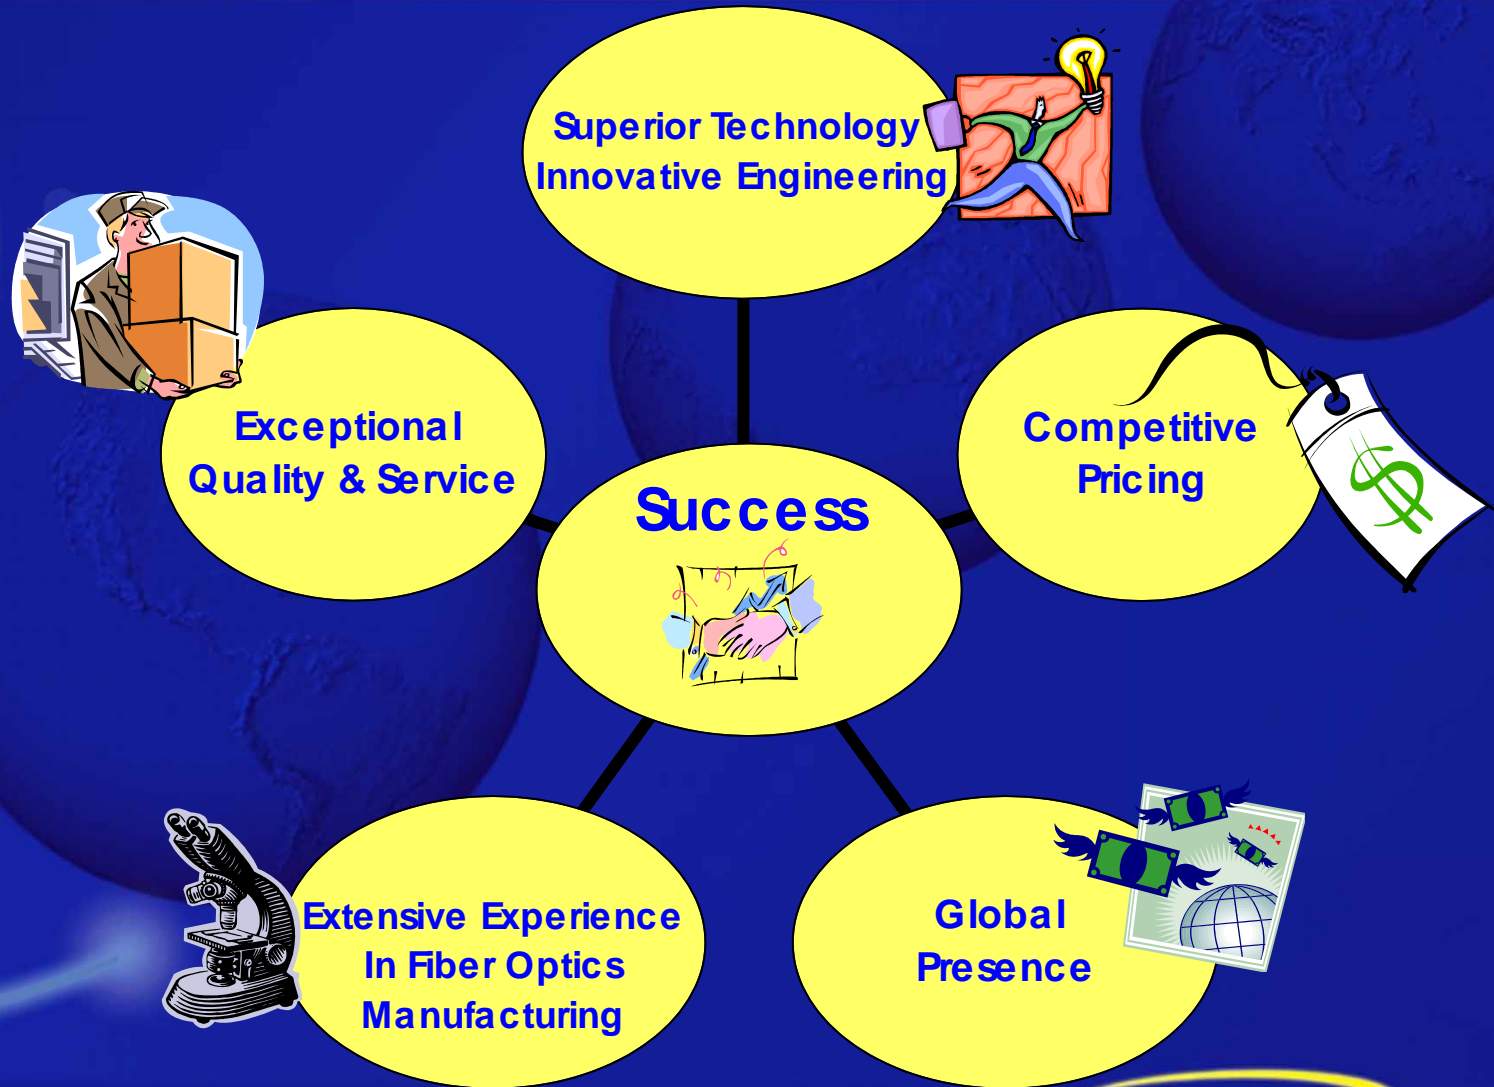 Superior Technology
Innovative Engineering
Exceptional
Quality & Service
Competitive
Pricing
Success
$
Extensive Experience
In Fiber Optics
Manufacturing
Global
Presence